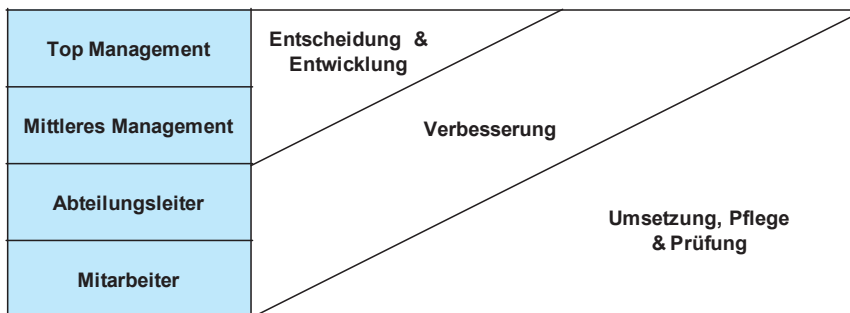 Top Management
Entscheidung &
Entwicklung
Mittleres Management
Verbesserung
Abteilungsleiter
Umsetzung, Pflege
& Prüfung
Mitarbeiter